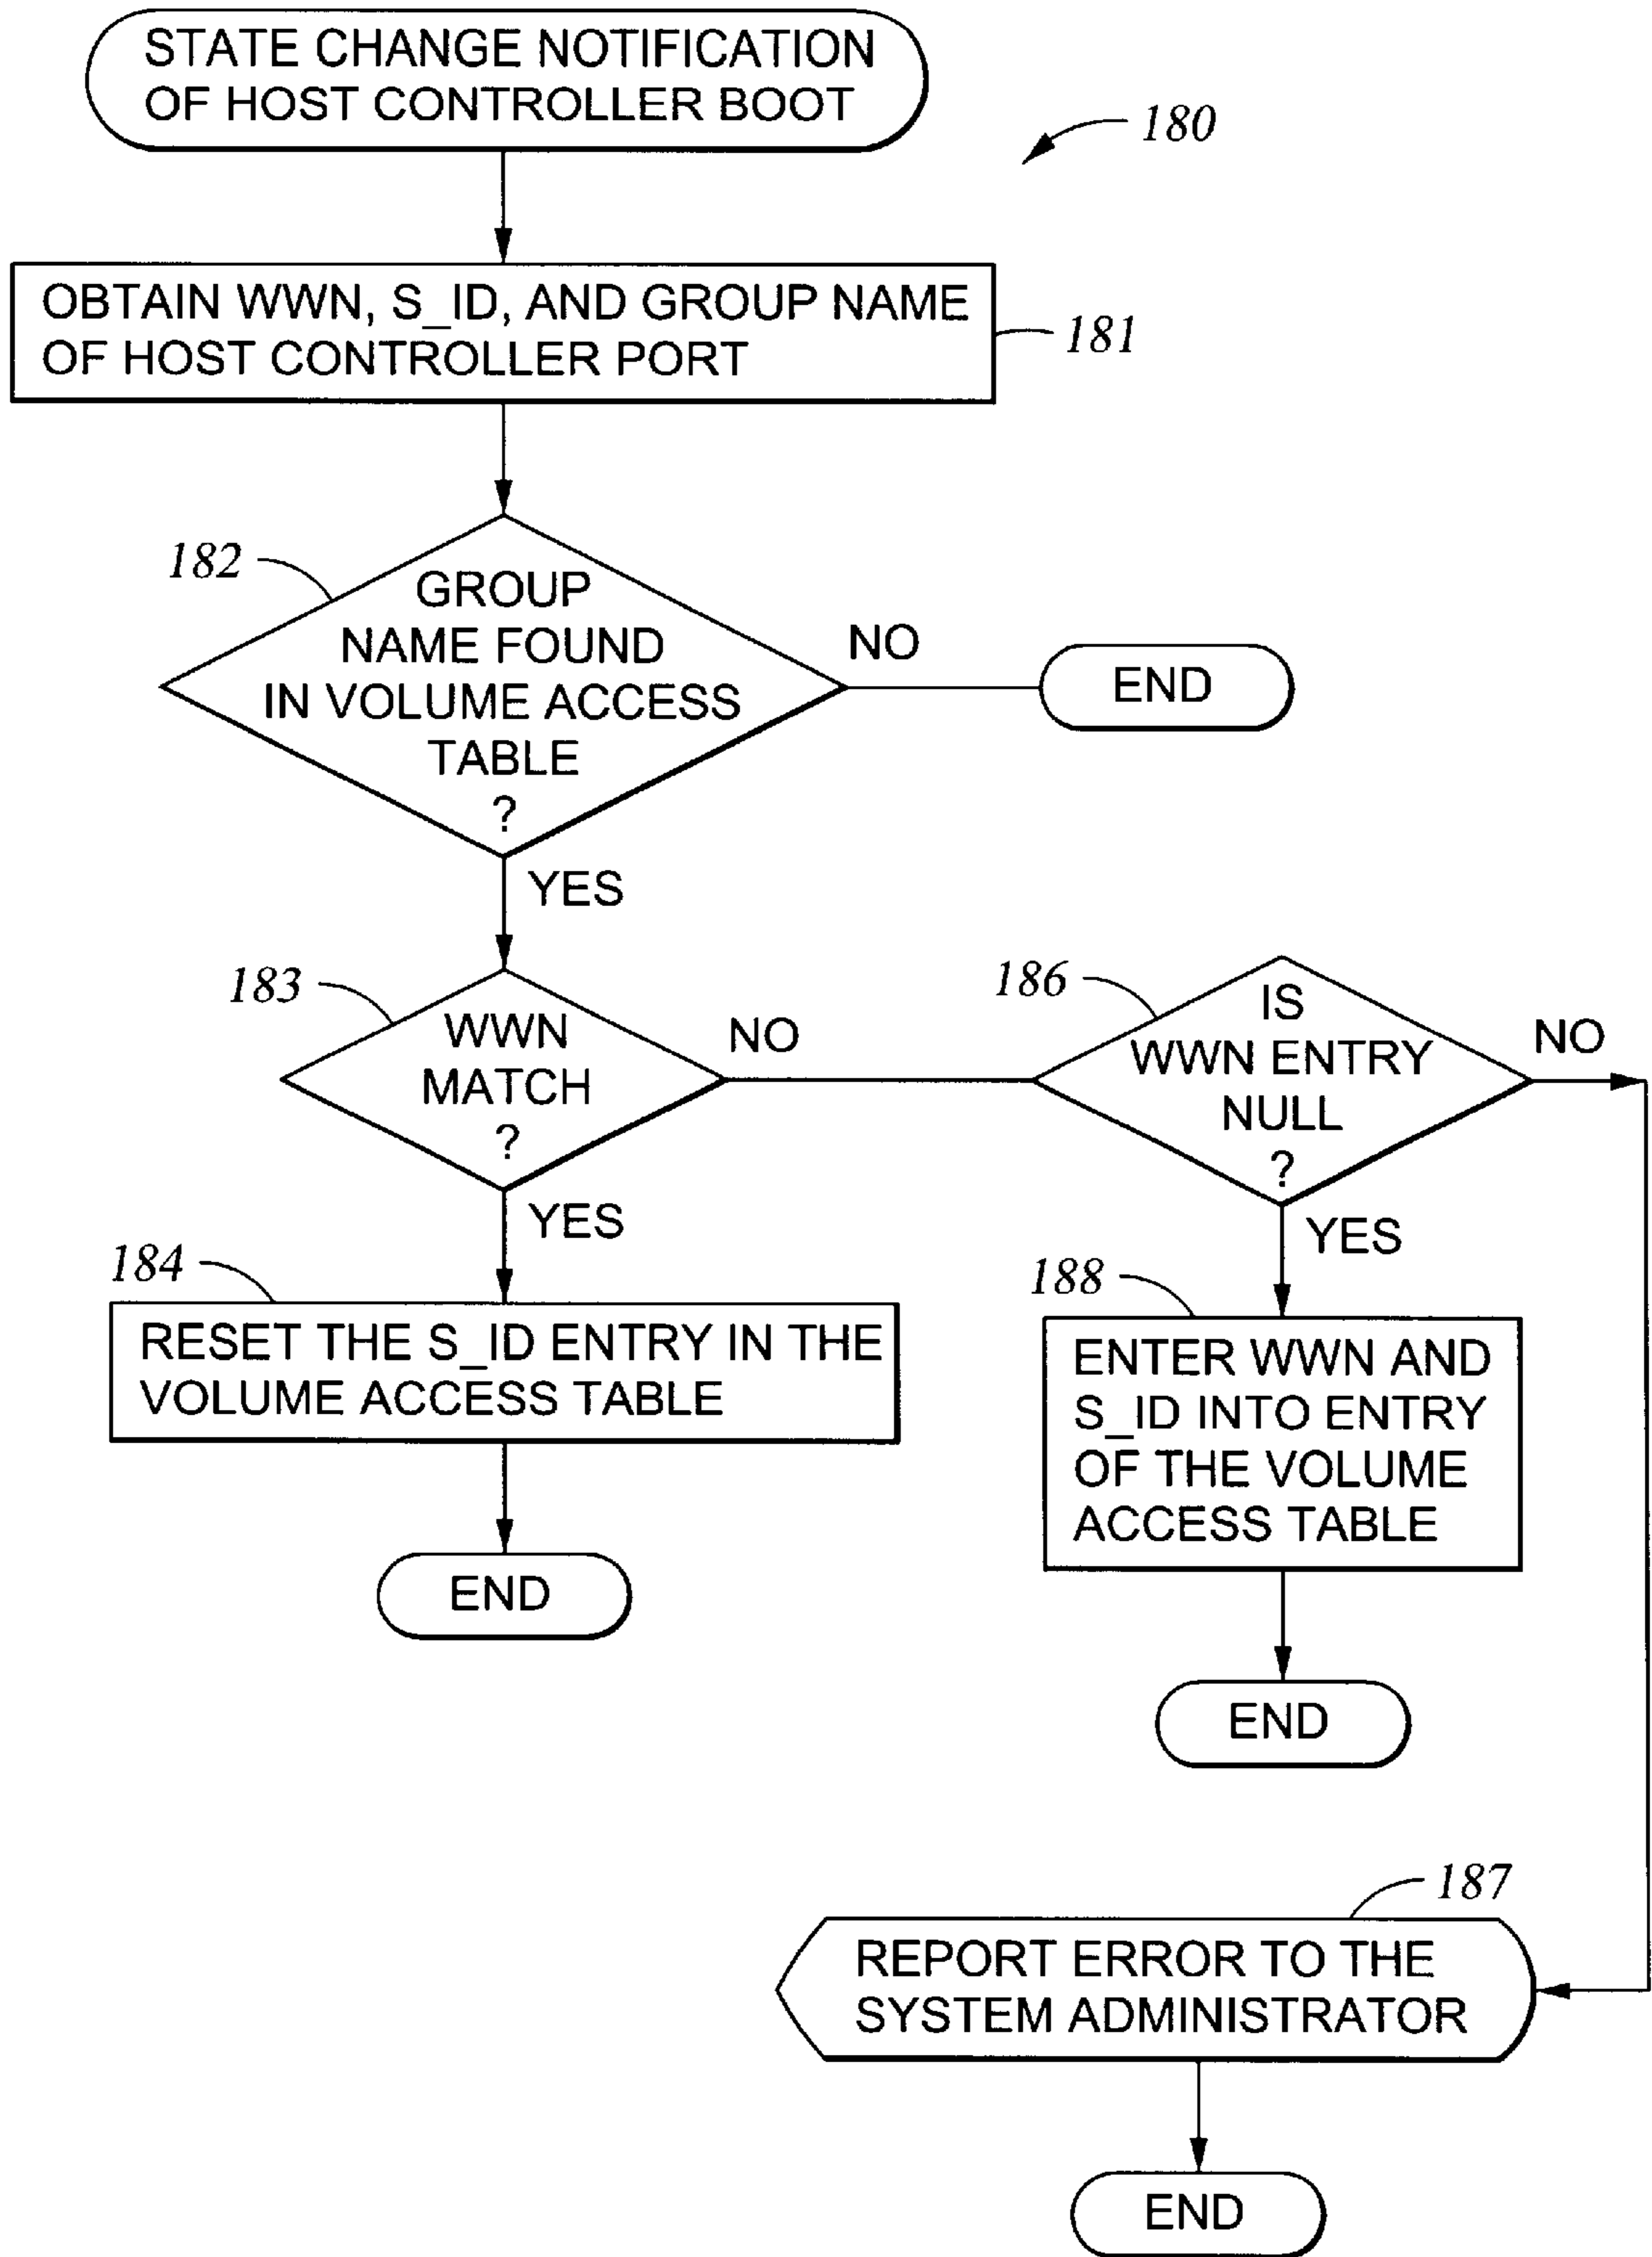 STATE CHANGE NOTIFICATION
OF HOST CONTROLLER BOOT
180
OBTAIN WWN, S_ID, AND GROUP NAME
OF HOST CONTROLLER PORT
181
182
GROUP
NAME FOUND
IN VOLUME ACCESS
TABLE
?
NO
END
YES
183
WWN
MATCH
?
NO
186
IS
WWN ENTRY
NULL
?
NO
YES
184
RESET THE S_ID ENTRY IN THE
VOLUME ACCESS TABLE
END
YES
188
ENTER WWN AND
S_ID INTO ENTRY
OF THE VOLUME
ACCESS TABLE
END
187
REPORT ERROR TO THE
SYSTEM ADMINISTRATOR
END